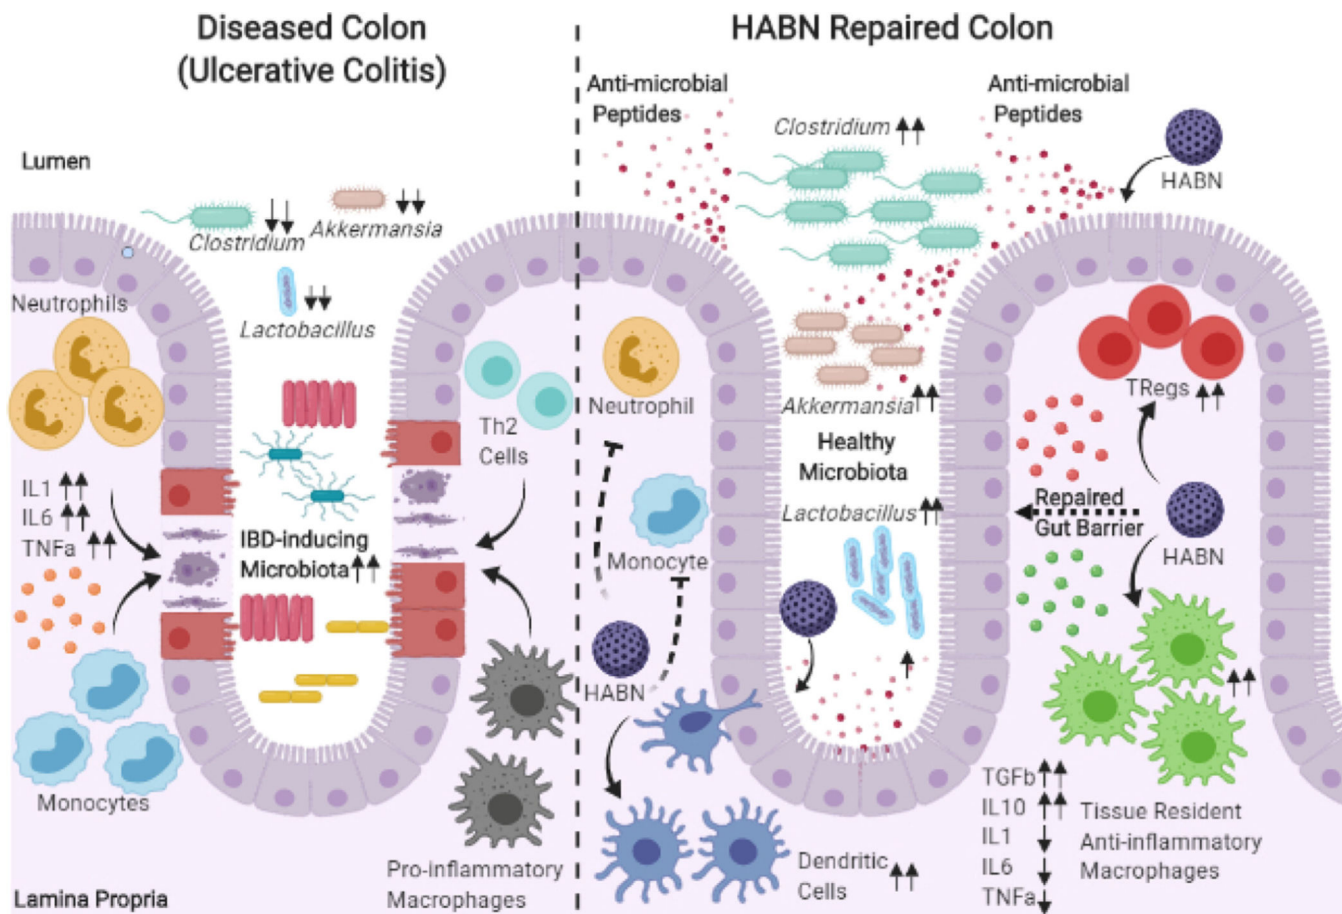 Diseased Colon
(Ulcerative Colitis)
HABN Repaired Colon
Lumen
Clostridium
Akkermansia
Lactobacillus
Neutrophils
IL1
IL6
TNFa
Monocytes
IBD-inducing
Microbiota
Th2
Cells
Pro-inflammatory
Macrophages
Lamina Propria
Anti-microbial
Peptides
Clostridium
Anti-microbial
Peptides
HABN
Neutrophil
Monocyte
HABN
Akkermansia
Healthy
Microbiota
Lactobacillus
Dendritic
Cells
TRegs
Repaired
Gut Barrier
HABN
TGFb
IL10
IL1
IL6
TNFa
Tissue Resident
Anti-inflammatory
Macrophages